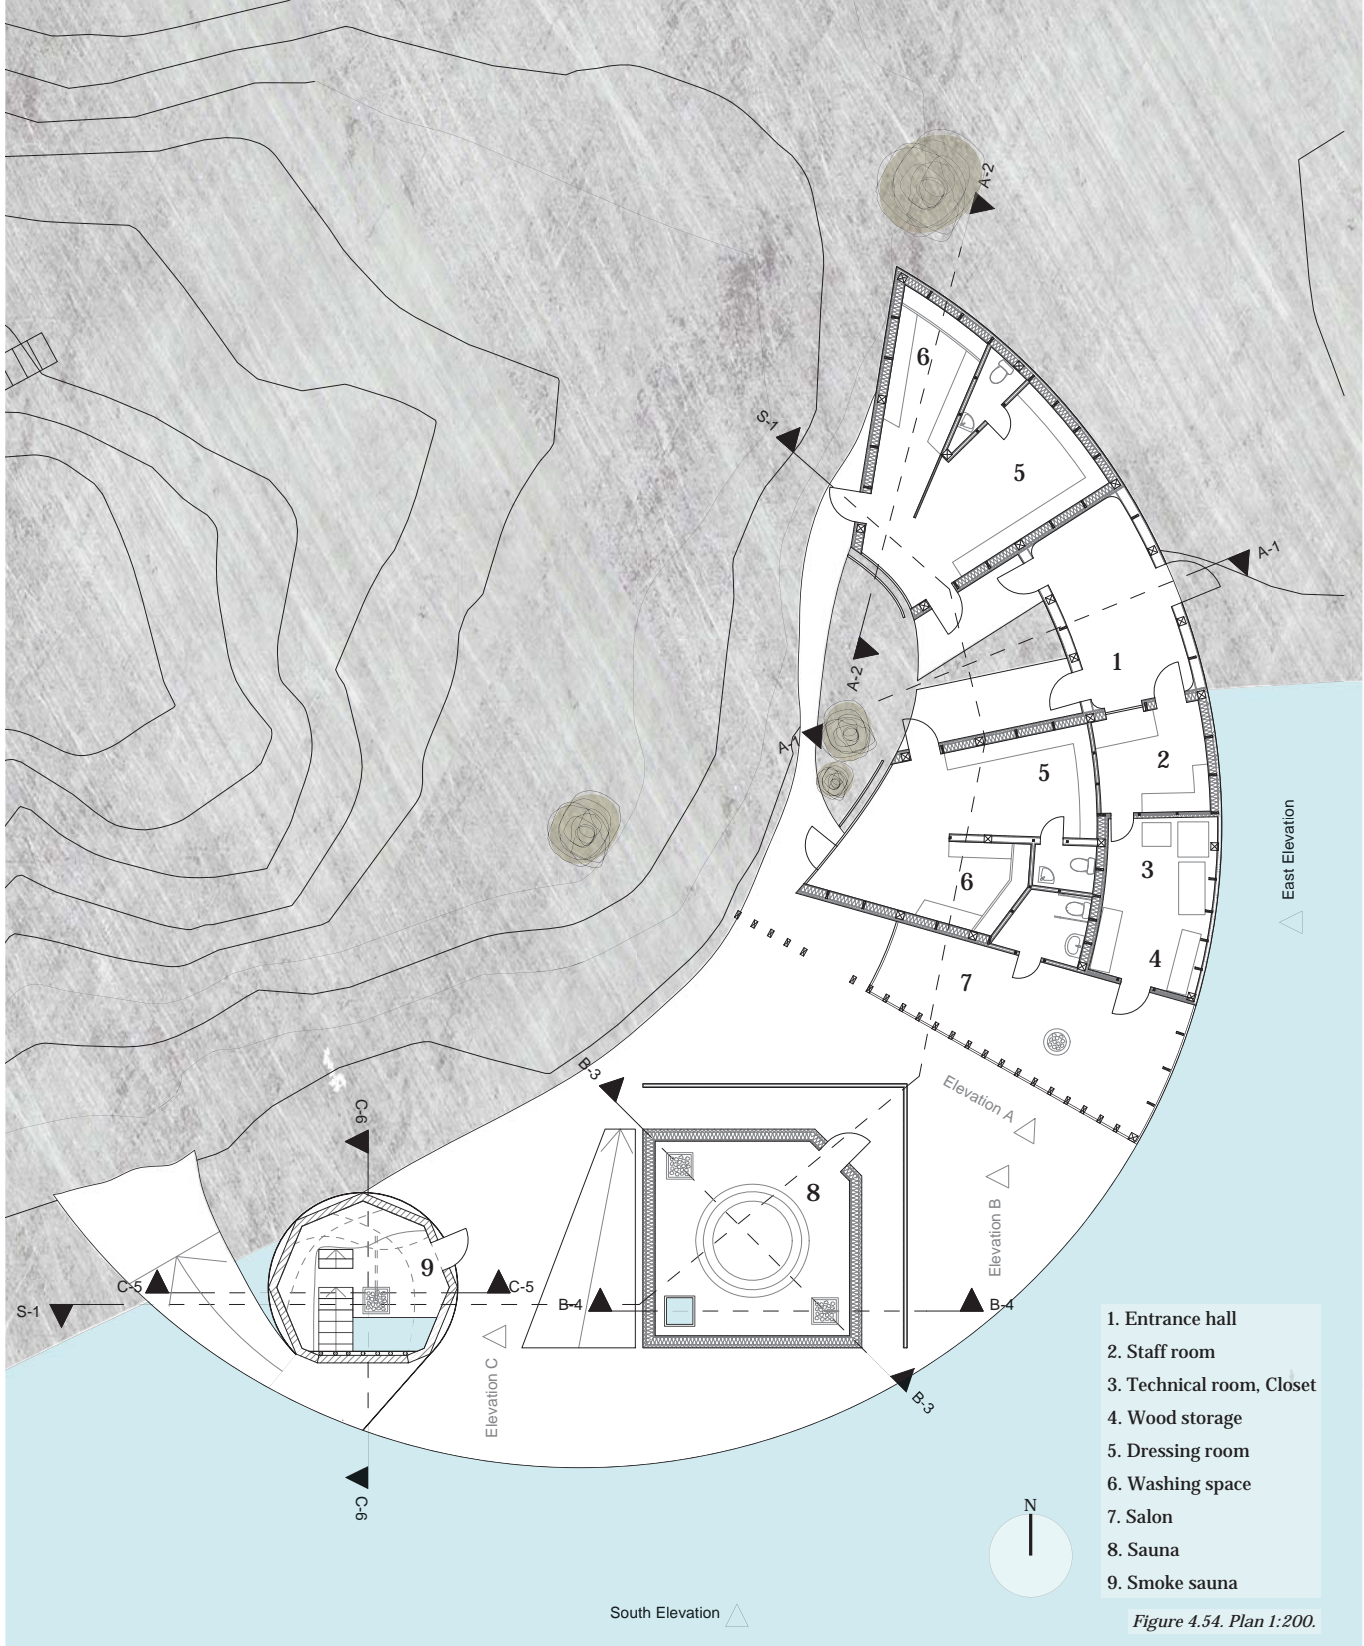 A-2
6
S-1
5
A-1
1
A-2
A-1
2
5
3
East Elevation
6
4
7
B-3
Elevation A
C-6
8
Elevation B
9
C-5
C-5
S-1
B-4
B-4
Elevation C
B-3
C-6
1. Entrance hall
2. Staff room
3. Technical room, Closet
4. Wood storage
5. Dressing room
6. Washing space
7. Salon
8. Sauna
9. Smoke sauna
N
South Elevation
Figure 4.54. Plan 1:200.